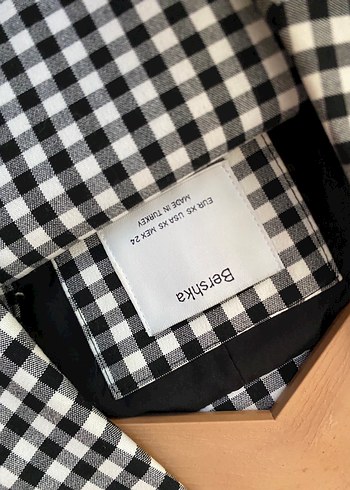 Bershka
EUR XS USA XS MEX 24
MADE IN TURKEY